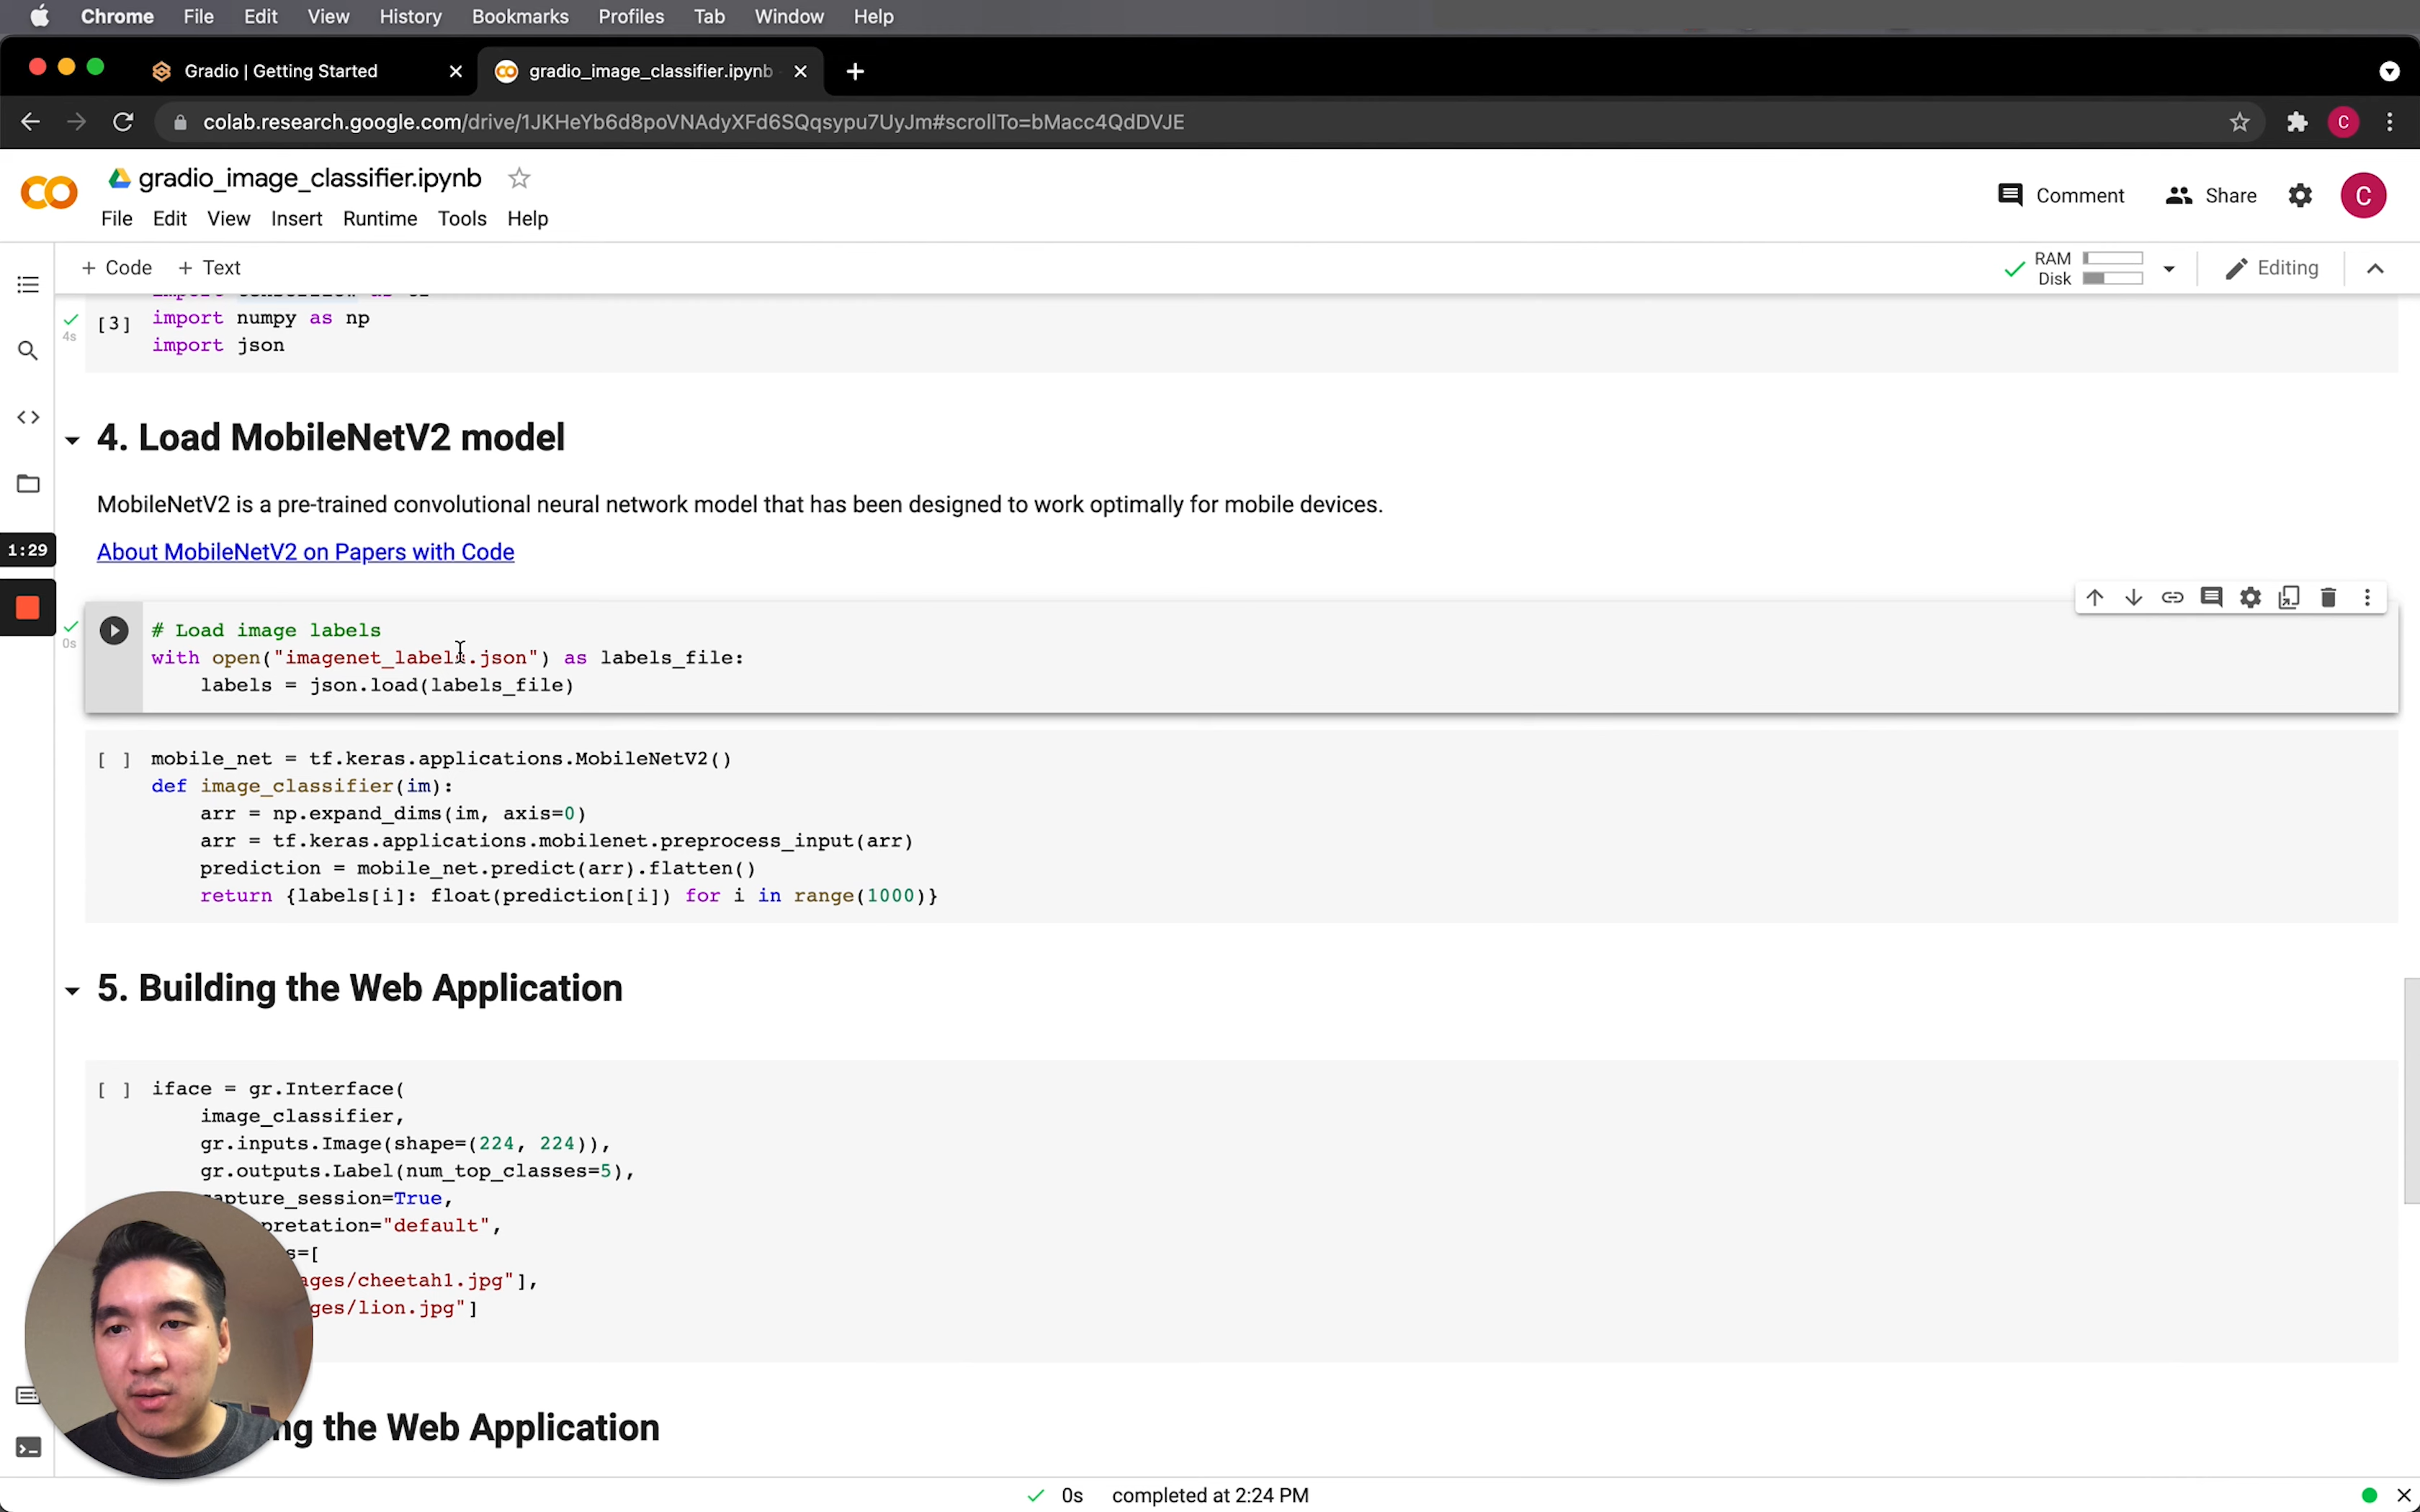 Chrome File Edit View History Bookmarks Profiles Tab Window Help
Gradio | Getting Started
gradio_image_classifier.ipynb
colab.research.google.com/drive/1JKHeYb6d8poVNAdyXFd6SQqsypu7UyJm#scrollTo=bMacc4QdDVJE
C
gradio_image_classifier.ipynb
File Edit View Insert Runtime Tools Help
Comment
Share
C
+ Code + Text
RAM
Disk
Editing
[3] import numpy as np
4s
import json
4. Load MobileNetV2 model
MobileNetV2 is a pre-trained convolutional neural network model that has been designed to work optimally for mobile devices.
1:29
About MobileNetV2 on Papers with Code
0s
# Load image labels
with open("imagenet_labels.json") as labels_file:
labels = json.load(labels_file)
[ ] mobile_net = tf.keras.applications.MobileNetV2()
def image_classifier(im):
arr = np.expand_dims(im, axis=0)
arr = tf.keras.applications.mobilenet.preprocess_input(arr)
prediction = mobile_net.predict(arr).flatten()
return {labels[i]: float(prediction[i]) for i in range(1000)}
5. Building the Web Application
[ ] iface = gr.Interface(
image_classifier,
gr.inputs.Image(shape=(224, 224)),
gr.outputs.Label(num_top_classes=5),
capture_session=True,
pretation="default",
s=[
ages/cheetah1.jpg"],
ges/lion.jpg"]
ng the Web Application
0s completed at 2:24 PM